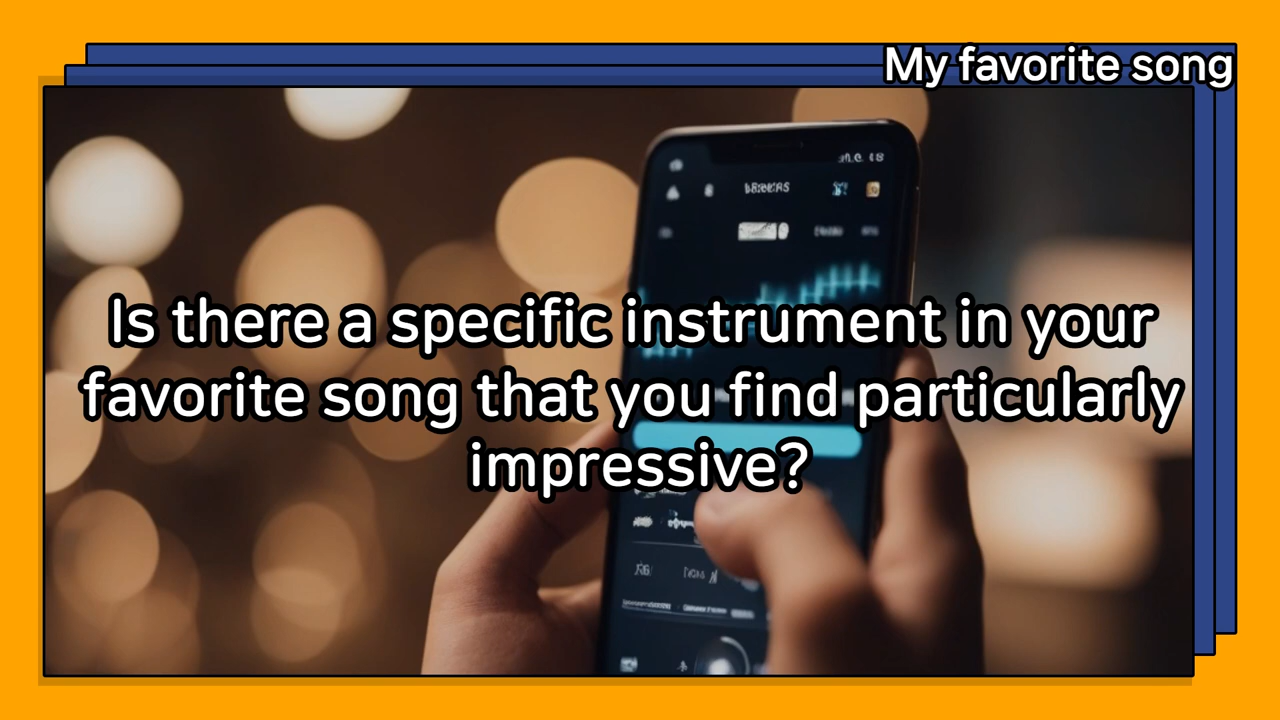 My favorite song
Is there a specific instrument in your
favorite song that you find particularly
impressive?